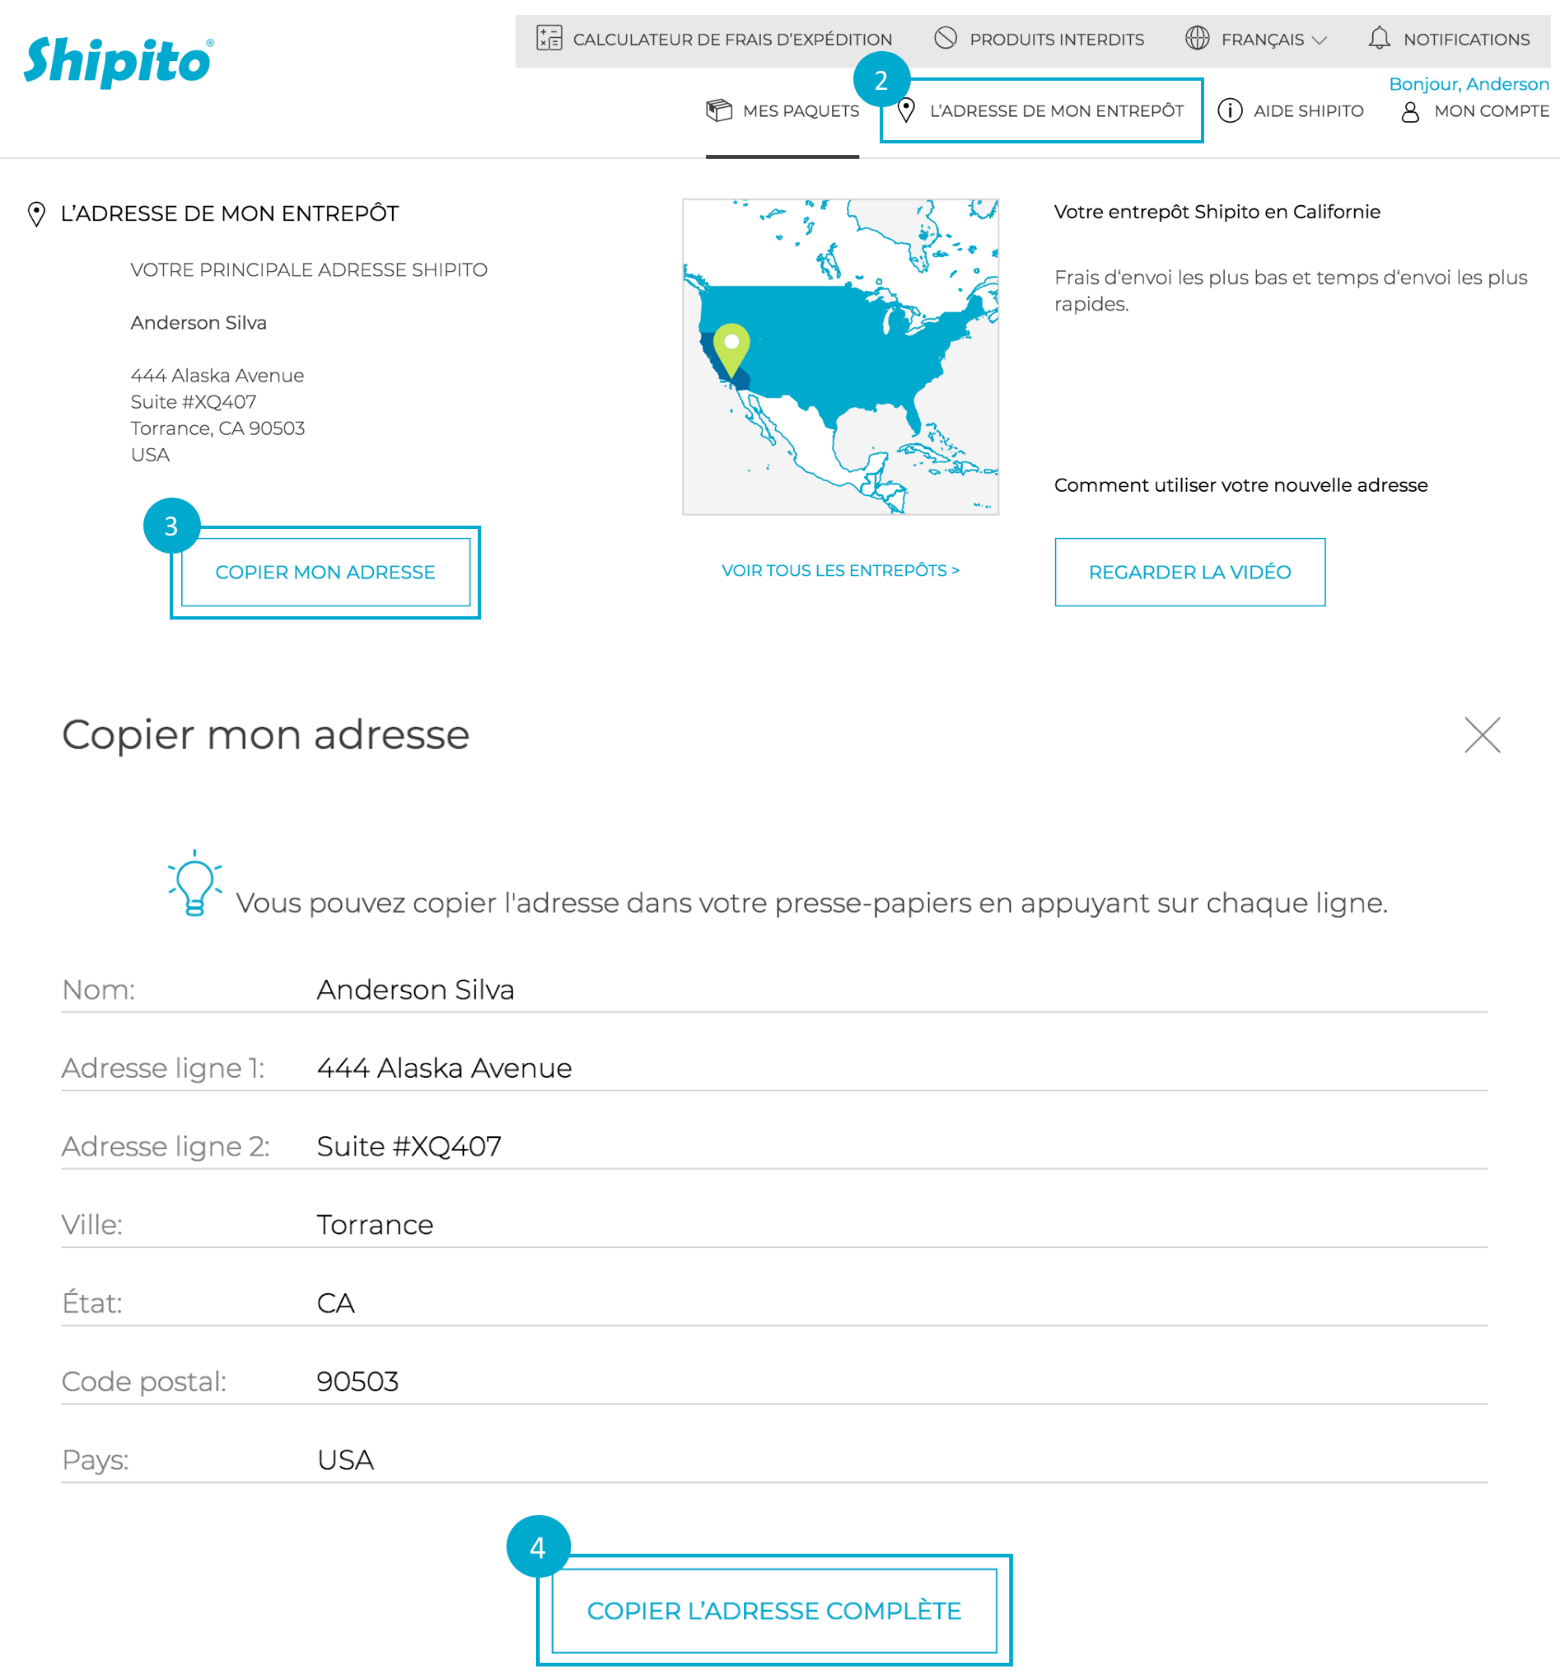 Shipito®
CALCULATEUR DE FRAIS D'EXPÉDITION
PRODUITS INTERDITS
FRANÇAIS
NOTIFICATIONS
Bonjour, Anderson
MES PAQUETS
2
L'ADRESSE DE MON ENTREPÔT
AIDE SHIPITO
MON COMPTE
L'ADRESSE DE MON ENTREPÔT
VOTRE PRINCIPALE ADRESSE SHIPITO
Anderson Silva
444 Alaska Avenue
Suite #XQ407
Torrance, CA 90503
USA
3
COPIER MON ADRESSE
VOIR TOUS LES ENTREPÔTS >
Votre entrepôt Shipito en Californie
Frais d'envoi les plus bas et temps d'envoi les plus
rapides.
Comment utiliser votre nouvelle adresse
REGARDER LA VIDÉO
Copier mon adresse
Vous pouvez copier l'adresse dans votre presse-papiers en appuyant sur chaque ligne.
Nom: Anderson Silva
Adresse ligne 1: 444 Alaska Avenue
Adresse ligne 2: Suite #XQ407
Ville: Torrance
État: CA
Code postal: 90503
Pays: USA
4
COPIER L'ADRESSE COMPLÈTE